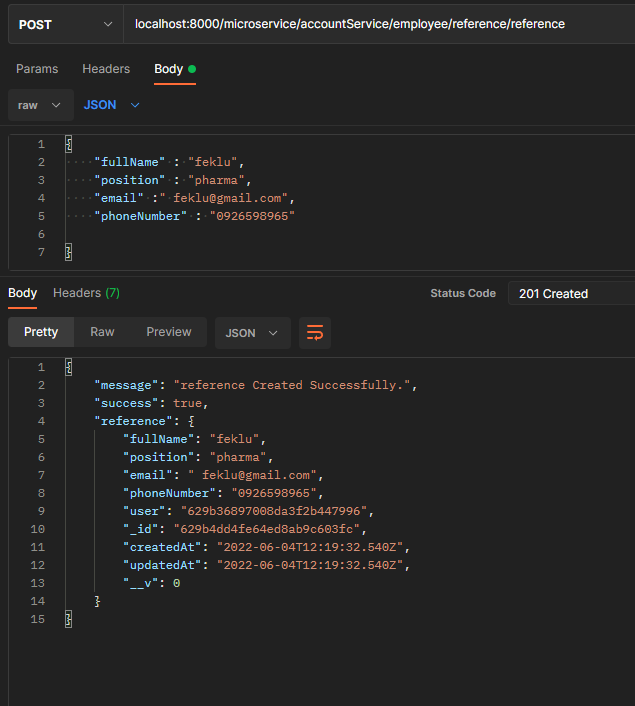 POST localhost:8000/microservice/accountService/employee/reference/reference
Params Headers Body
raw JSON
1 {
2 ····"fullName"·:·"feklu",
3 ····"position"·:·"pharma",
4 ····"email"·:"·feklu@gmail.com",
5 ····"phoneNumber"·:·"0926598965"
6
7 }
Body Headers (7) Status Code 201 Created
Pretty Raw Preview JSON
1 {
2 "message": "reference Created Successfully.",
3 "success": true,
4 "reference": {
5 "fullName": "feklu",
6 "position": "pharma",
7 "email": " feklu@gmail.com",
8 "phoneNumber": "0926598965",
9 "user": "629b36897008da3f2b447996",
10 "_id": "629b4dd4fe64ed8ab9c603fc",
11 "createdAt": "2022-06-04T12:19:32.540Z",
12 "updatedAt": "2022-06-04T12:19:32.540Z",
13 "__v": 0
14 }
15 }